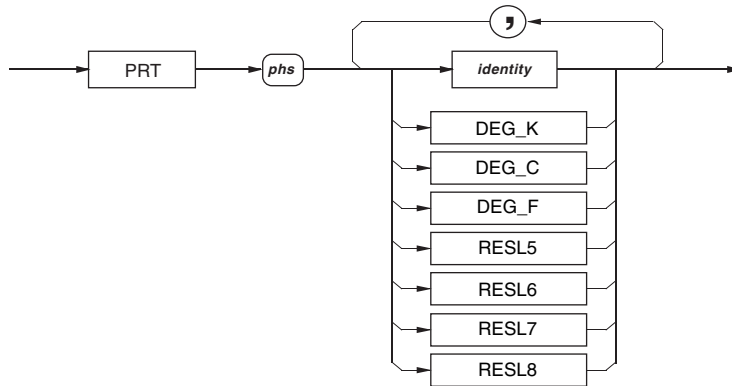 ,
PRT
phs
identity
DEG_K
DEG_C
DEG_F
RESL5
RESL6
RESL7
RESL8